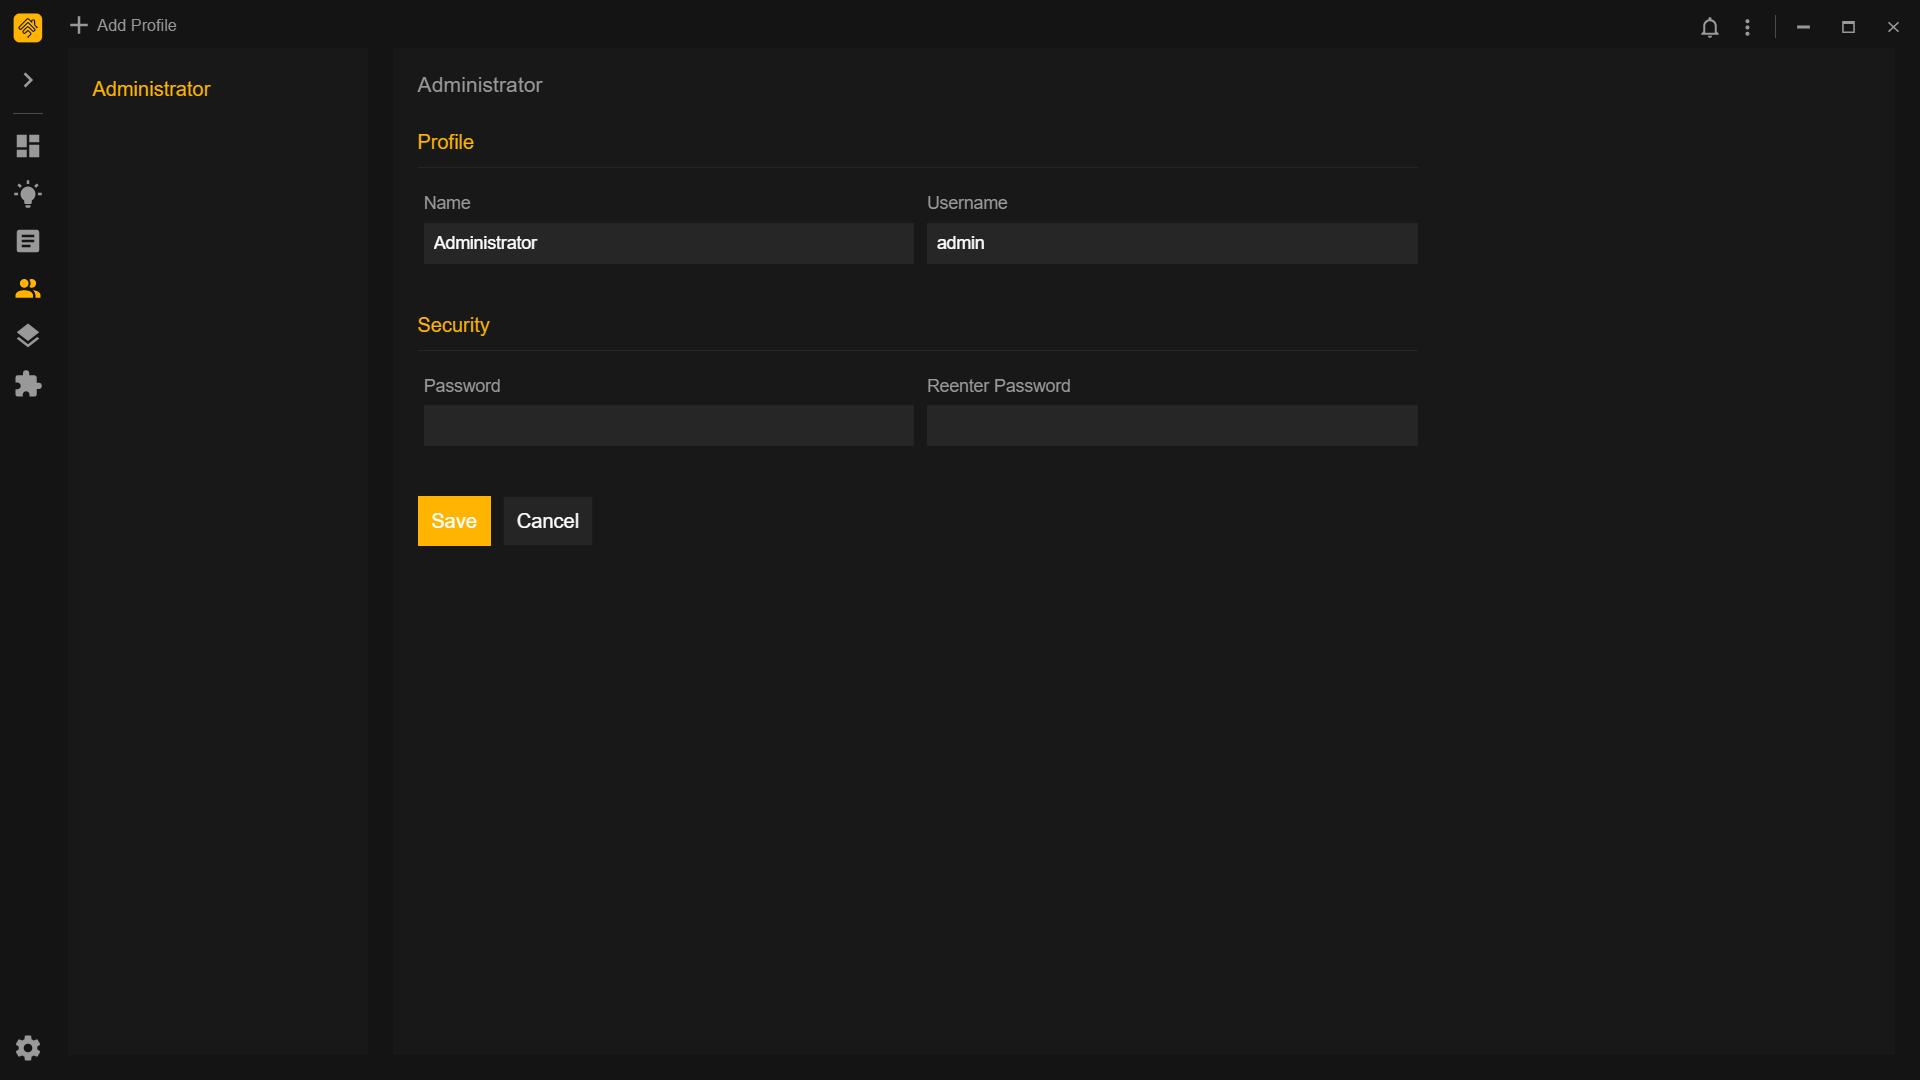 Add Profile
Administrator
Administrator
Profile
Name
Username
Administrator
admin
Security
Password
Reenter Password
Save
Cancel